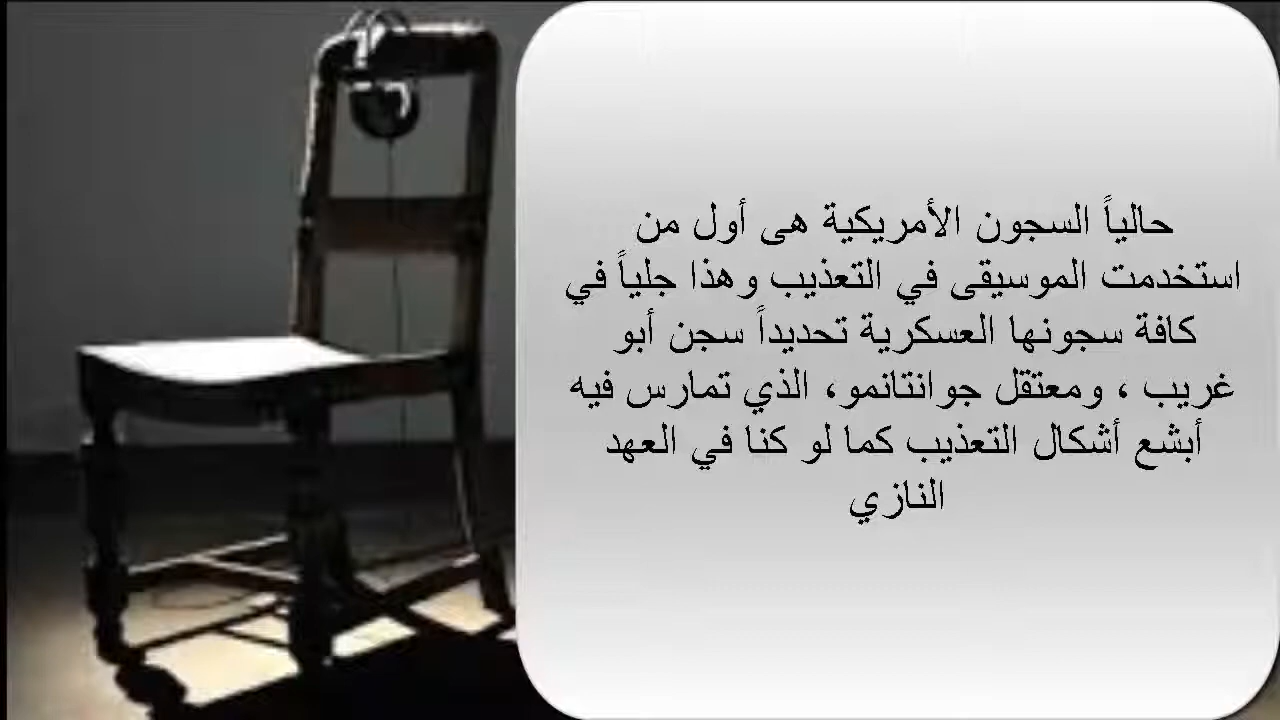 حالياً السجون الأمريكية هى أول من
استخدمت الموسيقى في التعذيب وهذا جلياً في
كافة سجونها العسكرية تحديداً سجن أبو
غريب ، ومعتقل جوانتانمو، الذي تمارس فيه
أبشع أشكال التعذيب كما لو كنا في العهد
النازي